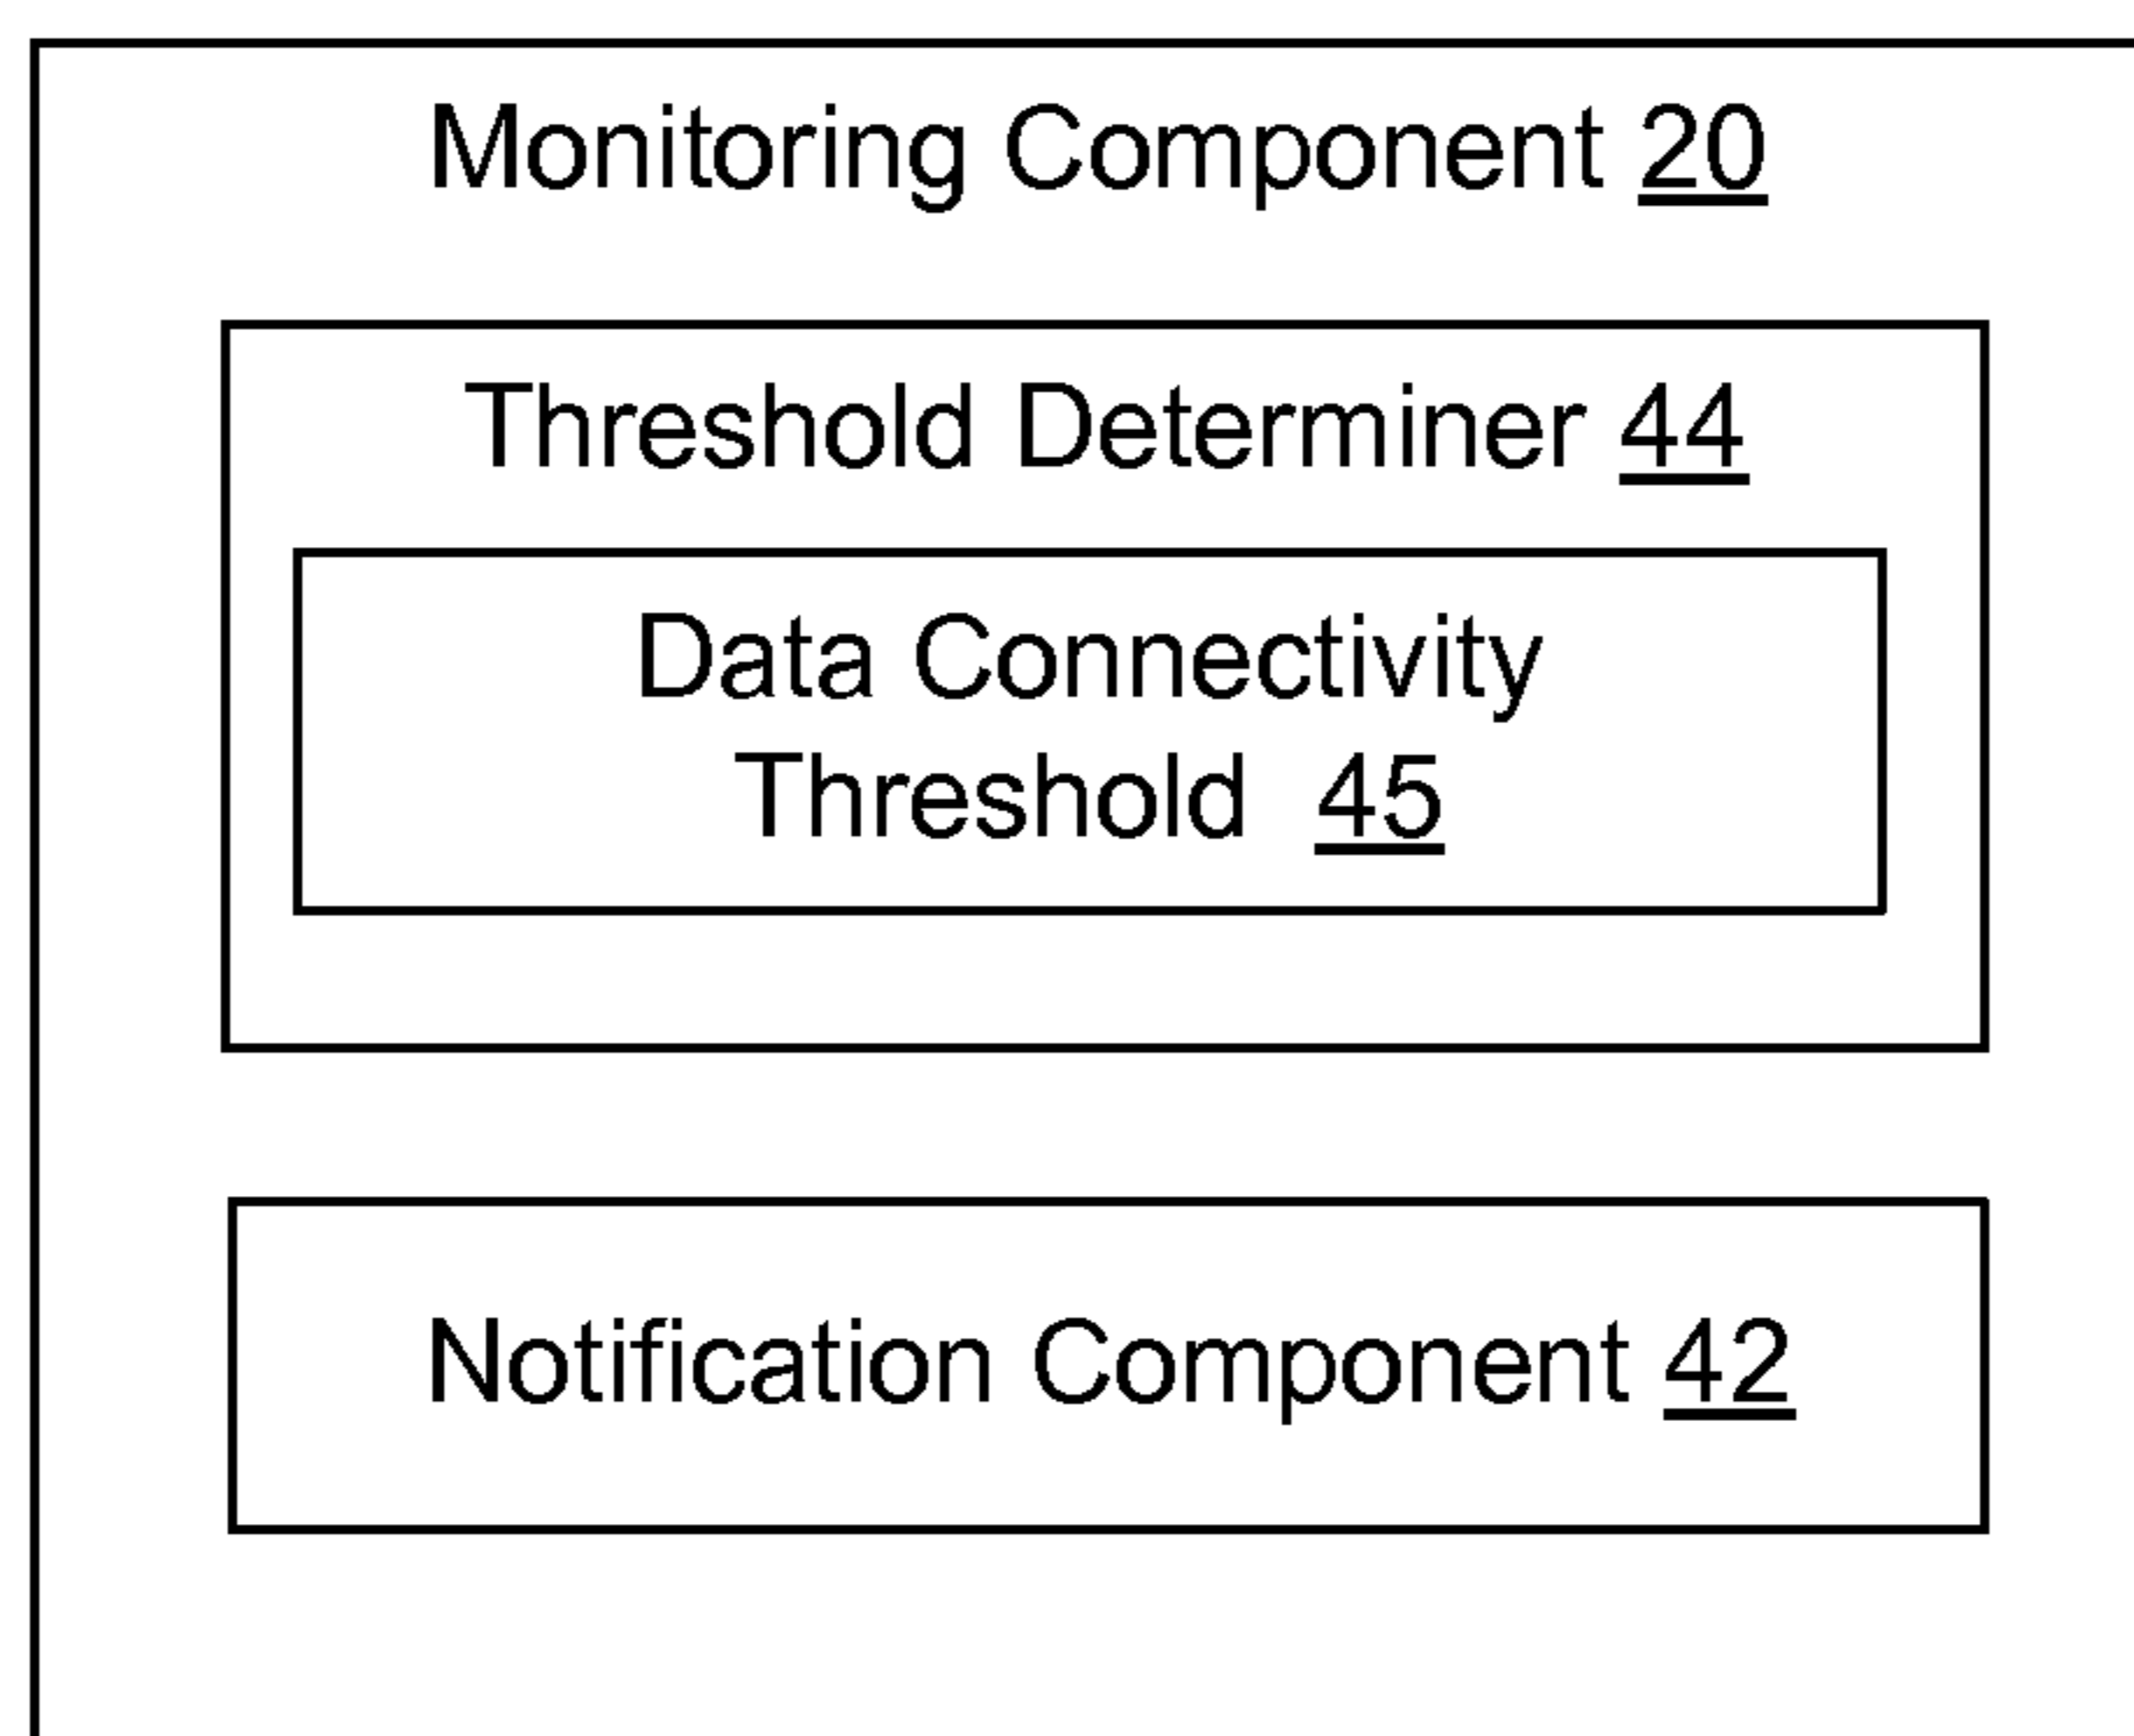 Monitoring Component 20
Threshold Determiner 44
Data Connectivity
Threshold 45
Notification Component 42